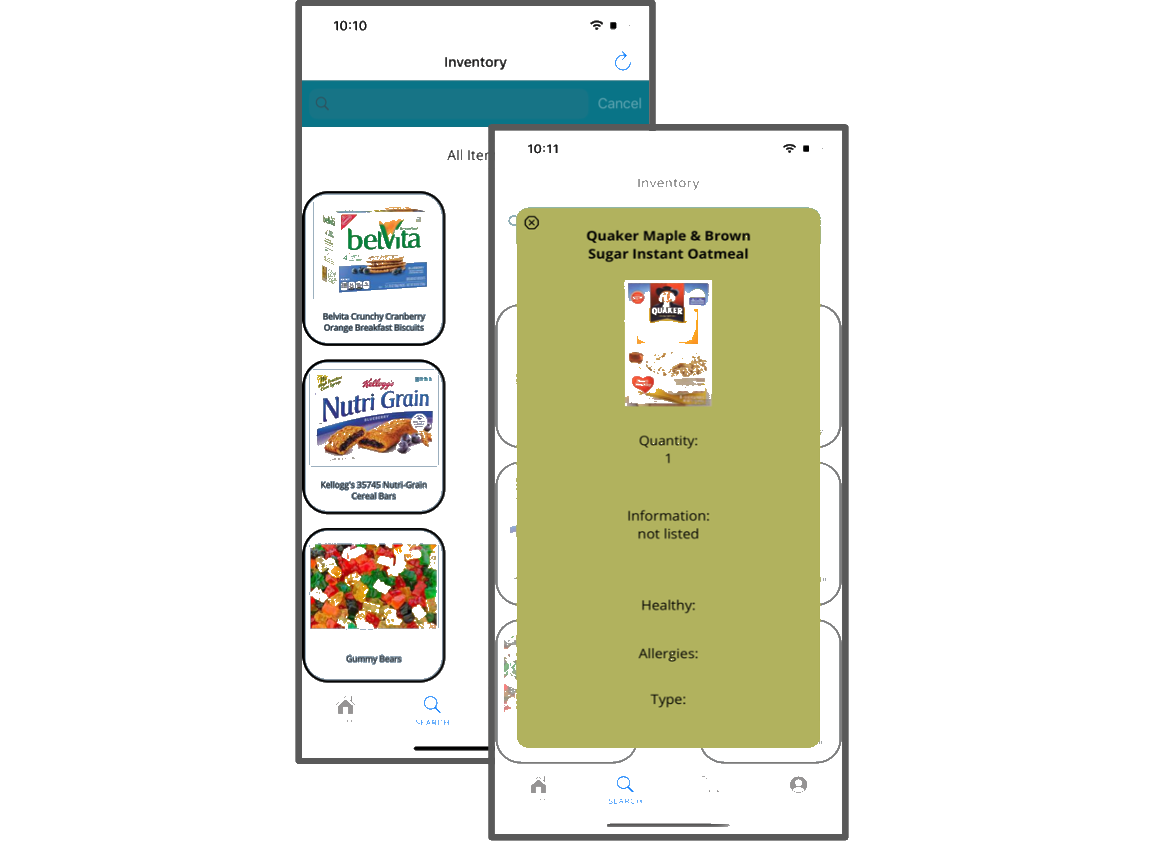 10:10
Inventory
Cancel
All Iter
belVita
Belvita Crunchy Cranberry
Orange Breakfast Biscuits
Kellogg's
Nutri Grain
BLUEBERRY
Kellogg's 35745 Nutri-Grain
Cereal Bars
Gummy Bears
SEARCH
10:11
Inventory
Quaker Maple & Brown
Sugar Instant Oatmeal
QUAKER
Quantity:
1
Information:
not listed
Healthy:
Allergies:
Type:
SEARCH